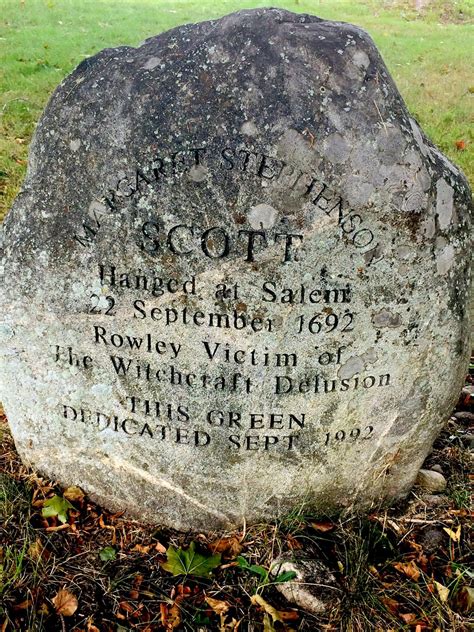 MARGARET STEPHENSON
SCOTT
Hanged at Salem
22 September 1692
Rowley Victim of
The Witchcraft Delusion
THIS GREEN
DEDICATED SEPT 1992